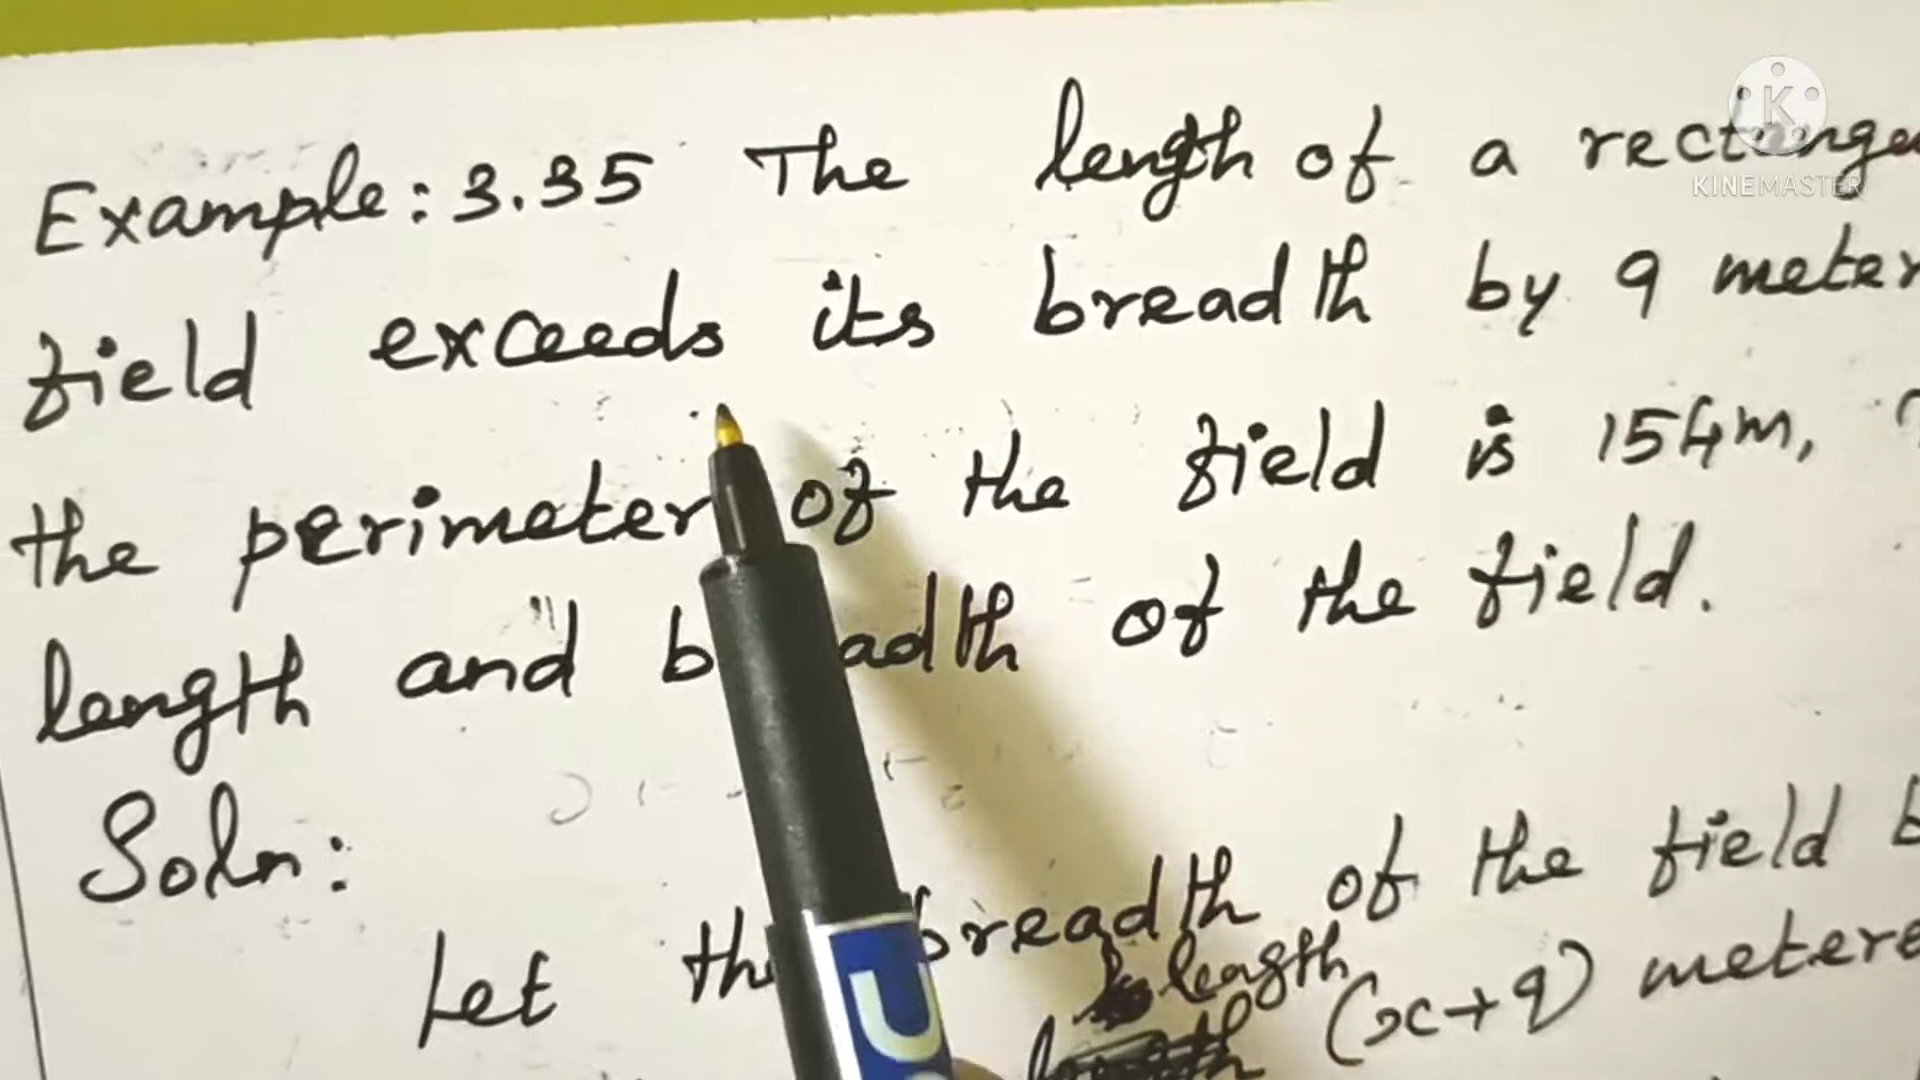 Example: 3.35 The length of a rectange
field exceeds its breadth by 9 meter
the perimeter of the field is 154m,
length and b adth of the field.
Soln:
Let th breadth of the field b
length (x+9) metere
K
KINEMASTER
U